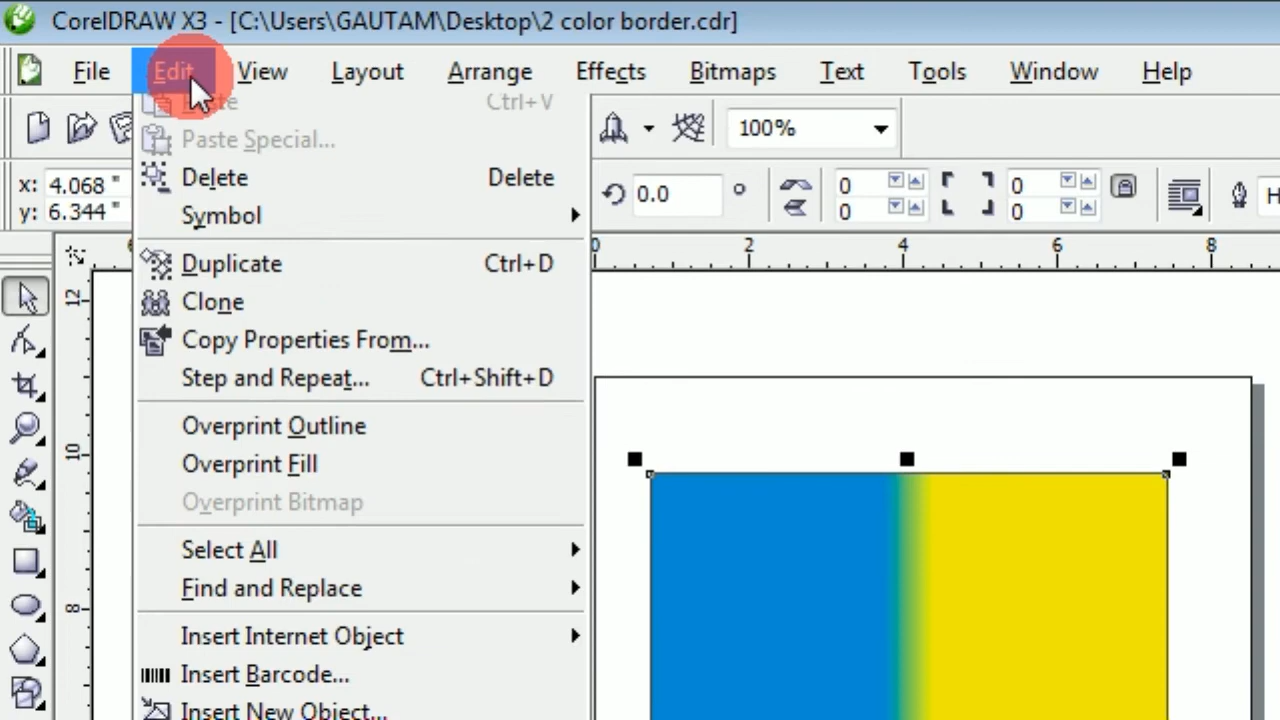 CorelDRAW X3 - [C:\Users\GAUTAM\Desktop\2 color border.cdr]
File Edit View Layout Arrange Effects Bitmaps Text Tools Window Help
Paste Ctrl+V
100%
Paste Special...
Delete Delete
x: 4.068 "
y: 6.344 "
0.0 °
0 0
0 0
Symbol
0 2 4 6 8
Duplicate Ctrl+D
12
Clone
Copy Properties From...
Step and Repeat... Ctrl+Shift+D
Overprint Outline
10
Overprint Fill
Overprint Bitmap
Select All
Find and Replace
8
Insert Internet Object
Insert Barcode...
Insert New Object...